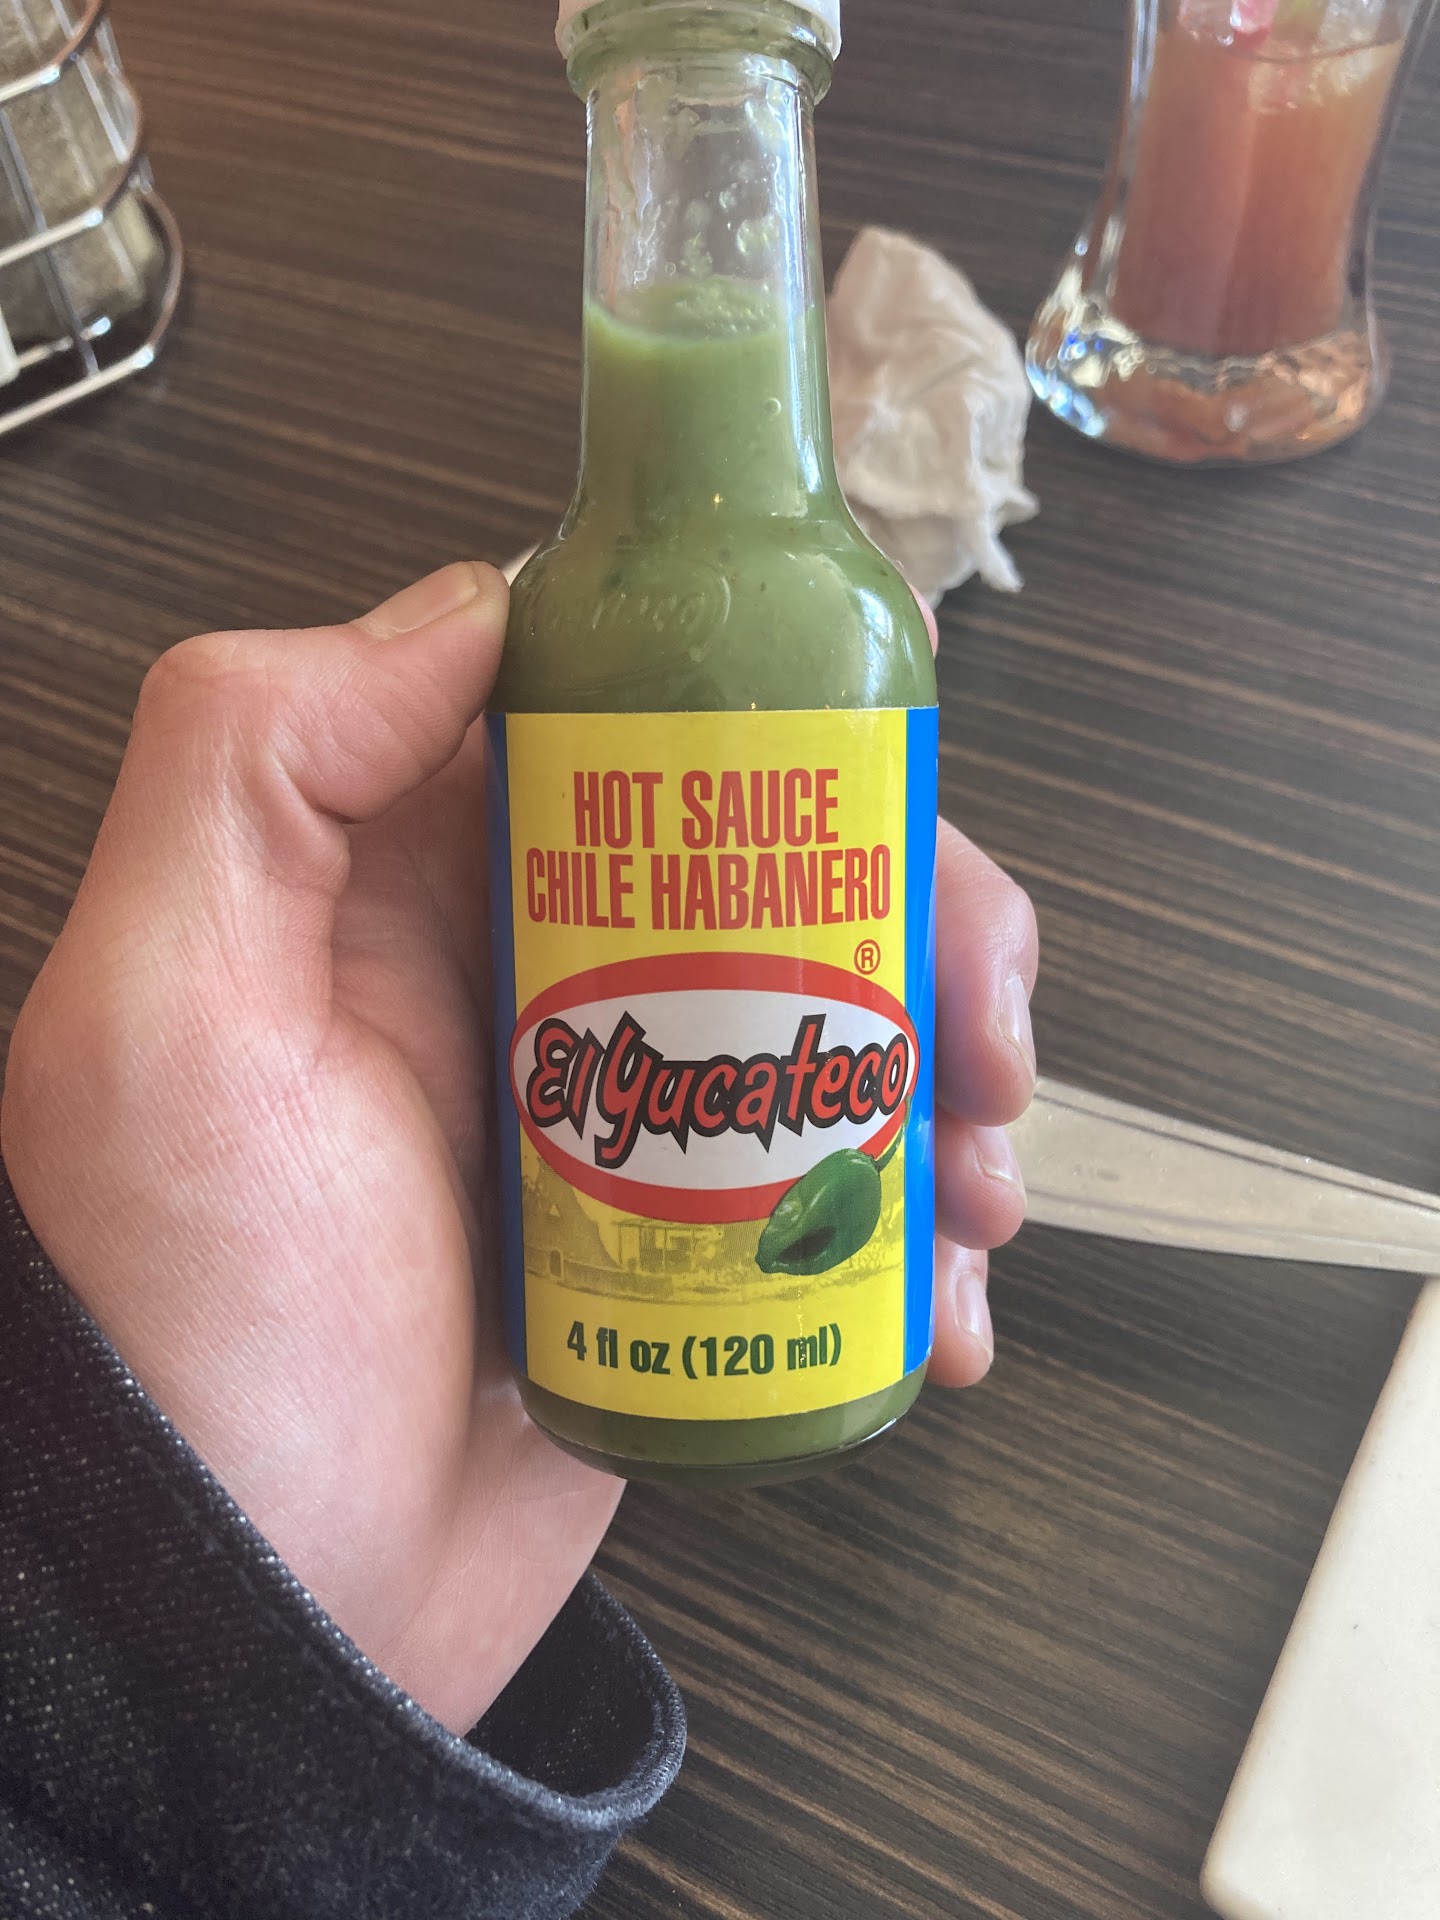 HOT SAUCE
CHILE HABANERO
®
El Yucateco
4 fl oz (120 ml)